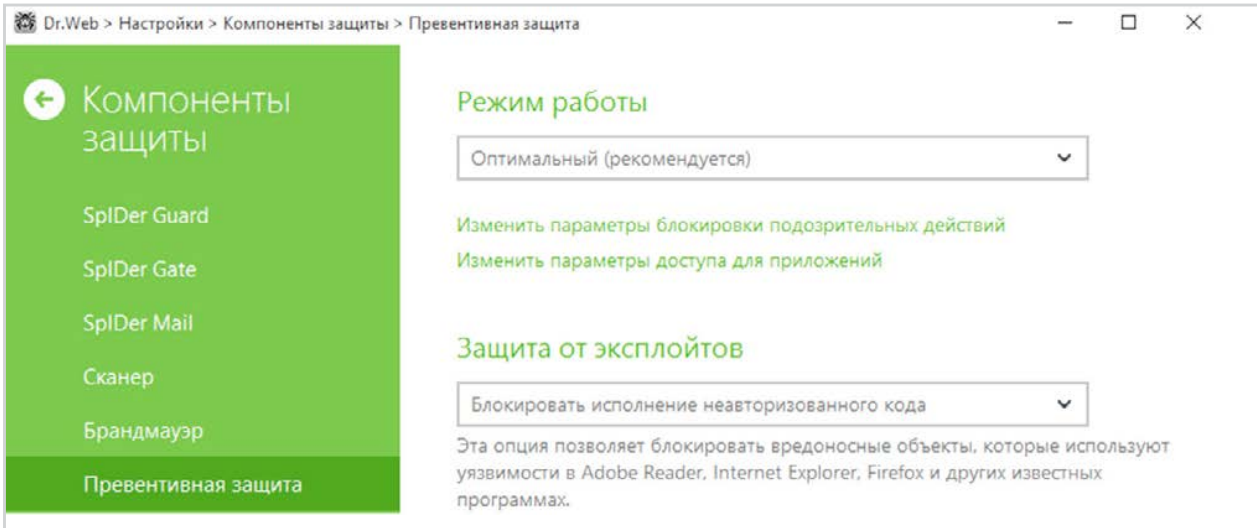 Dr.Web > Настройки > Компоненты защиты > Превентивная защита
Компоненты
защиты
SpIDer Guard
SpIDer Gate
SpIDer Mail
Сканер
Брандмауэр
Превентивная защита
Режим работы
Оптимальный (рекомендуется)
Изменить параметры блокировки подозрительных действий
Изменить параметры доступа для приложений
Защита от эксплойтов
Блокировать исполнение неавторизованного кода
Эта опция позволяет блокировать вредоносные объекты, которые используют
уязвимости в Adobe Reader, Internet Explorer, Firefox и других известных
программах.